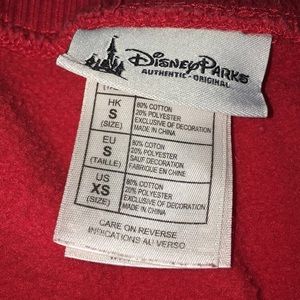 Disney Parks
AUTHENTIC • ORIGINAL
HK
S
(SIZE)
80% COTTON
20% POLYESTER
EXCLUSIVE OF DECORATION
MADE IN CHINA
EU
S
(TAILLE)
80% COTON
20% POLYESTER
SAUF DECORATION
FABRIQUE EN CHINE
US
XS
(SIZE)
80% COTTON
20% POLYESTER
EXCLUSIVE OF DECORATION
MADE IN CHINA
CARE ON REVERSE
INDICATIONS AU VERSO